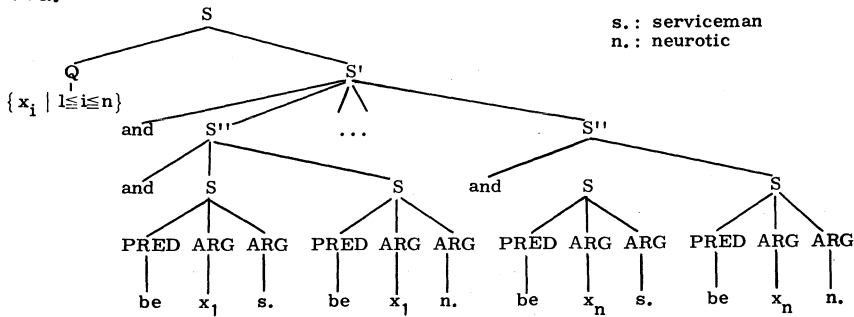 S
s. : serviceman
n. : neurotic
Q S'
{ x_i | 1≦i≦n }
and S'' ... S''
and S S and S S
PRED ARG ARG PRED ARG ARG PRED ARG ARG PRED ARG ARG
be x_1 s. be x_1 n. be x_n s. be x_n n.